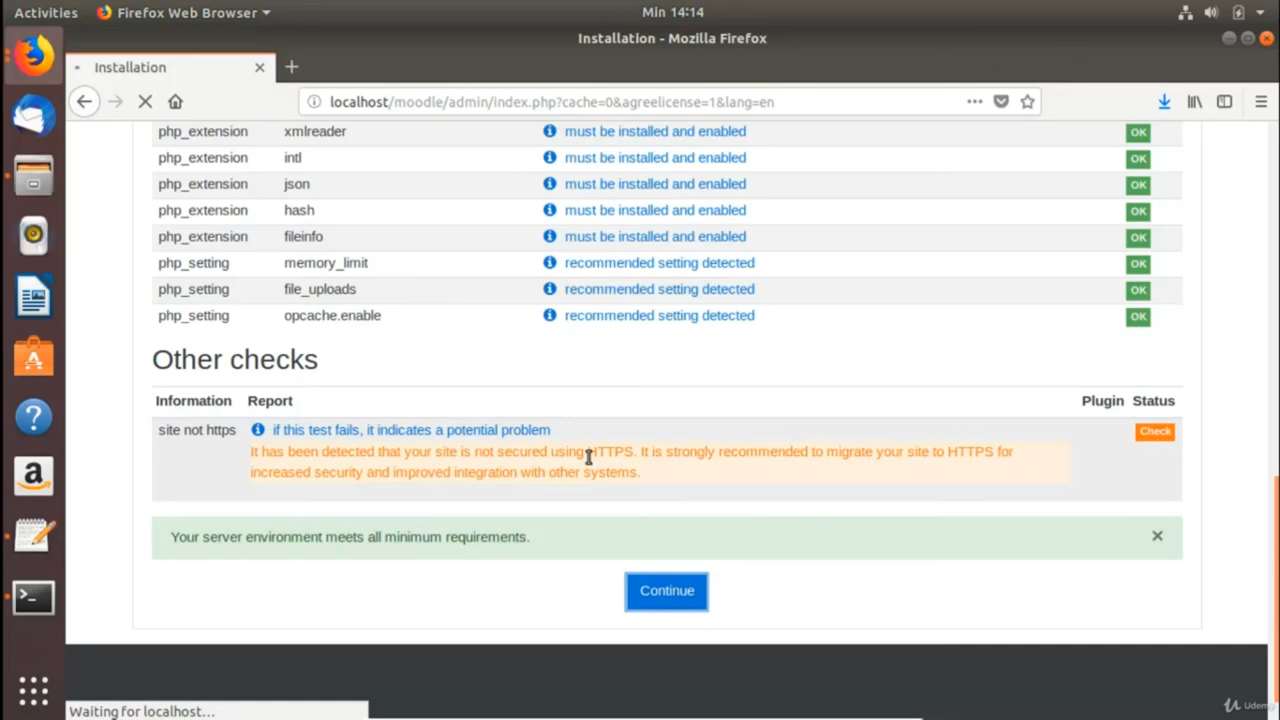 Activities Firefox Web Browser Min 14:14
Installation - Mozilla Firefox
Installation
localhost/moodle/admin/index.php?cache=0&agreelicense=1&lang=en
php_extension xmlreader must be installed and enabled OK
php_extension intl must be installed and enabled OK
php_extension json must be installed and enabled OK
php_extension hash must be installed and enabled OK
php_extension fileinfo must be installed and enabled OK
php_setting memory_limit recommended setting detected OK
php_setting file_uploads recommended setting detected OK
php_setting opcache.enable recommended setting detected OK
Other checks
Information Report Plugin Status
site not https if this test fails, it indicates a potential problem Check
It has been detected that your site is not secured using HTTPS. It is strongly recommended to migrate your site to HTTPS for
increased security and improved integration with other systems.
Your server environment meets all minimum requirements.
Continue
Waiting for localhost...
Udemy